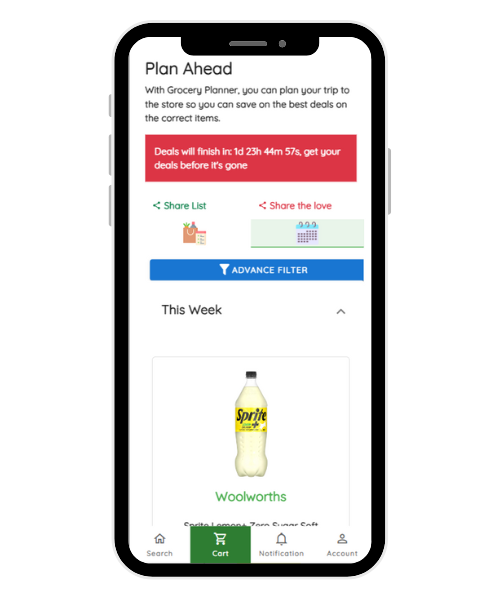 Plan Ahead
With Grocery Planner, you can plan your trip to
the store so you can save on the best deals on
the correct items.
Deals will finish in: 1d 23h 44m 57s, get your
deals before it's gone
Share List
Share the love
ADVANCE FILTER
This Week
Sprite
+
Woolworths
Sprite Lemon+ Zero Sugar Soft
Search
Cart
Notification
Account